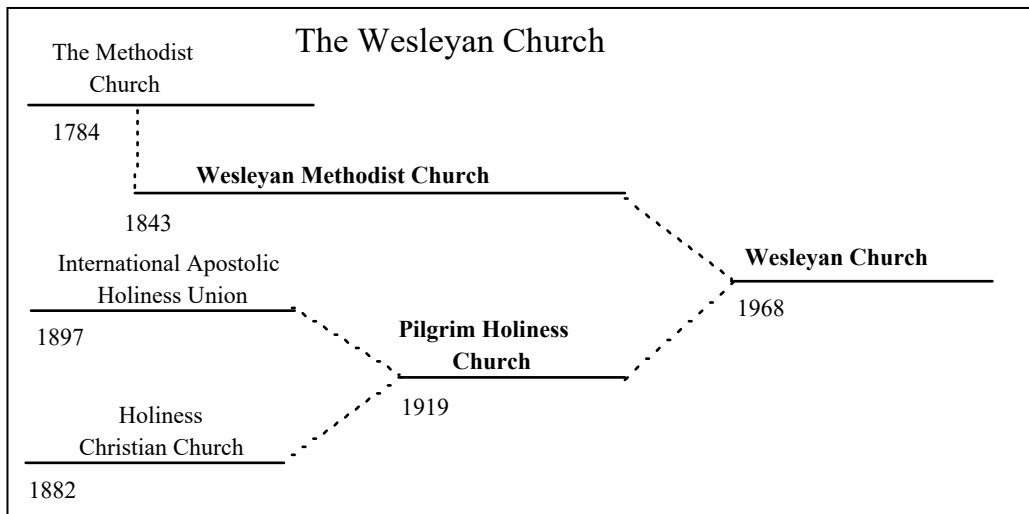 The Wesleyan Church
The Methodist
Church
1784
Wesleyan Methodist Church
1843
International Apostolic
Holiness Union
1897
Wesleyan Church
1968
Pilgrim Holiness
Church
1919
Holiness
Christian Church
1882